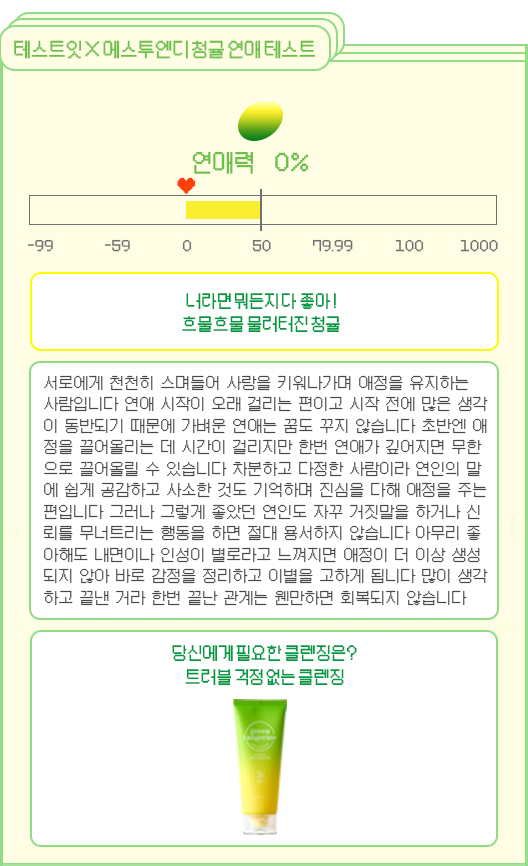 테스트잇×메스투엔디 청귤 연애 테스트
연애력 0%
-99 -59 0 50 79.99 100 1000
너라면 뭐든지 다 좋아!
흐물흐물 물러터진 청귤
서로에게 천천히 스며들어 사랑을 키워나가며 애정을 유지하는
사람입니다 연애 시작이 오래 걸리는 편이고 시작 전에 많은 생각
이 동반되기 때문에 가벼운 연애는 꿈도 꾸지 않습니다 초반엔 애
정을 끌어올리는 데 시간이 걸리지만 한번 연애가 깊어지면 무한
으로 끌어올릴 수 있습니다 차분하고 다정한 사람이라 연인의 말
에 쉽게 공감하고 사소한 것도 기억하며 진심을 다해 애정을 주는
편입니다 그러나 그렇게 좋았던 연인도 자꾸 거짓말을 하거나 신
뢰를 무너트리는 행동을 하면 절대 용서하지 않습니다 아무리 좋
아해도 내면이나 인성이 별로라고 느껴지면 애정이 더 이상 생성
되지 않아 바로 감정을 정리하고 이별을 고하게 됩니다 많이 생각
하고 끝낸 거라 한번 끝난 관계는 웬만하면 회복되지 않습니다
당신에게 필요한 클렌징은?
트러블 걱정 없는 클렌징
green
tangerine